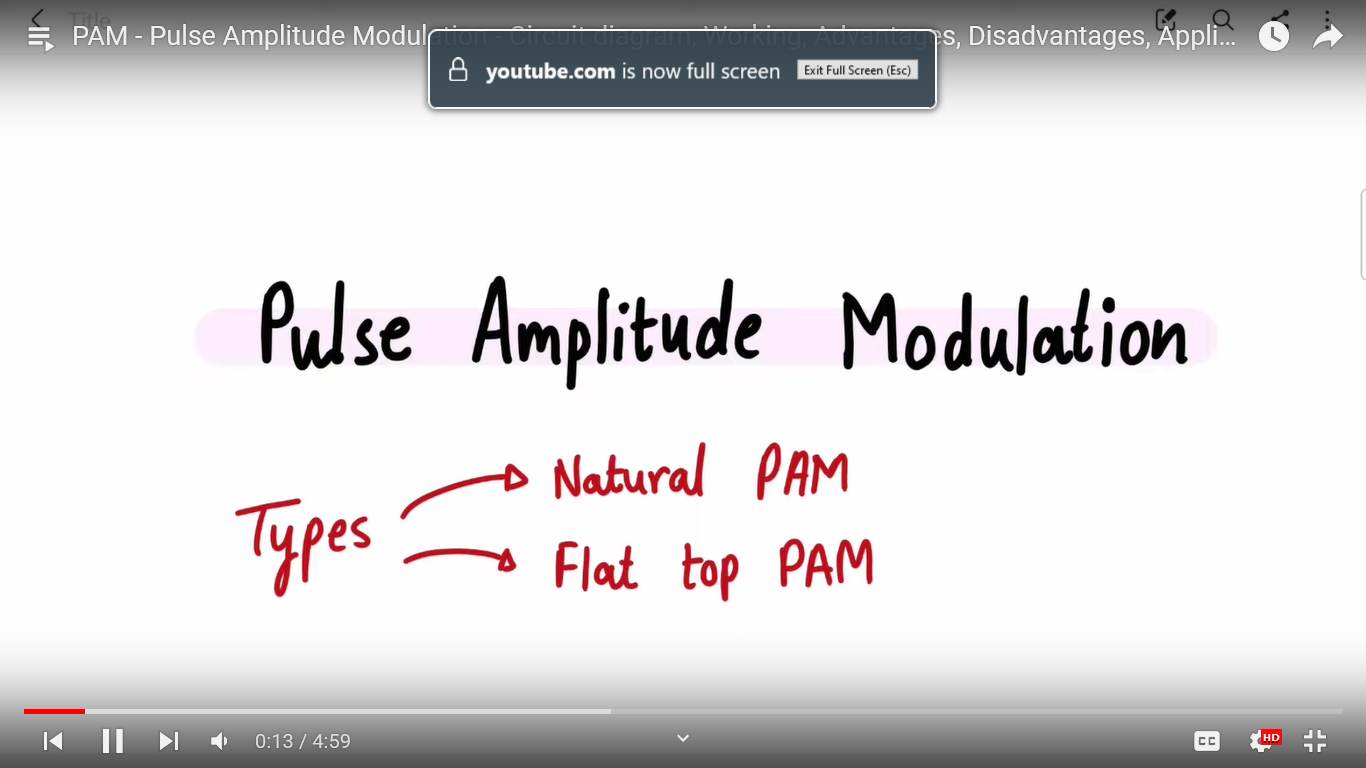 Title
PAM - Pulse Amplitude Modulation - Circuit diagram, Working, Advantages, Disadvantages, Appli...
youtube.com is now full screen
Exit Full Screen (Esc)
Pulse Amplitude Modulation
Types
Natural PAM
Flat top PAM
0:13 / 4:59
CC
HD